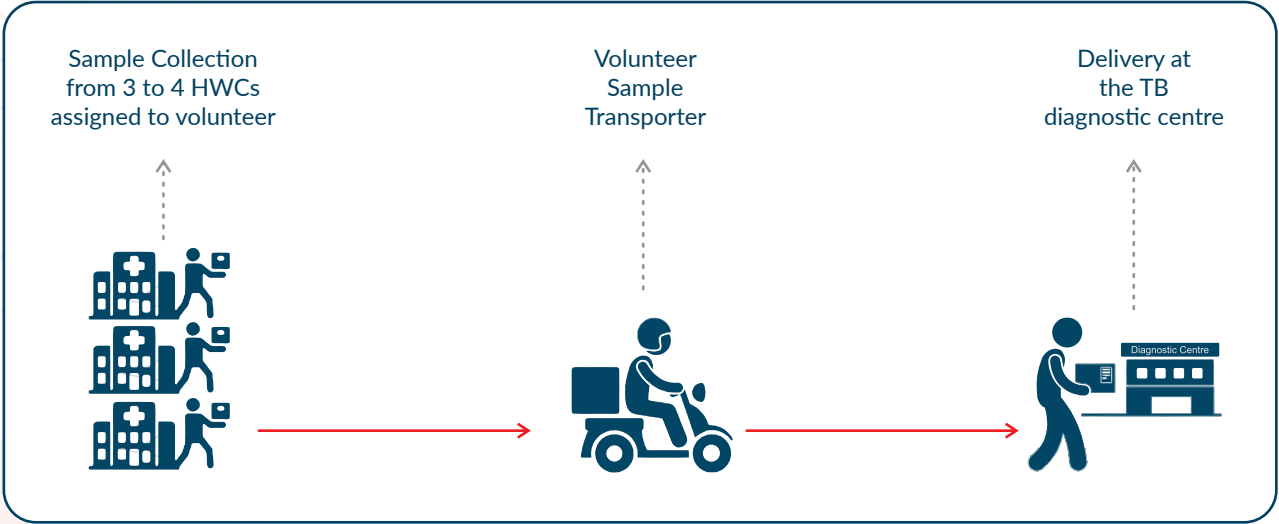 Sample Collection
from 3 to 4 HWCs
assigned to volunteer
Volunteer
Sample
Transporter
Delivery at
the TB
diagnostic centre
Diagnostic Centre